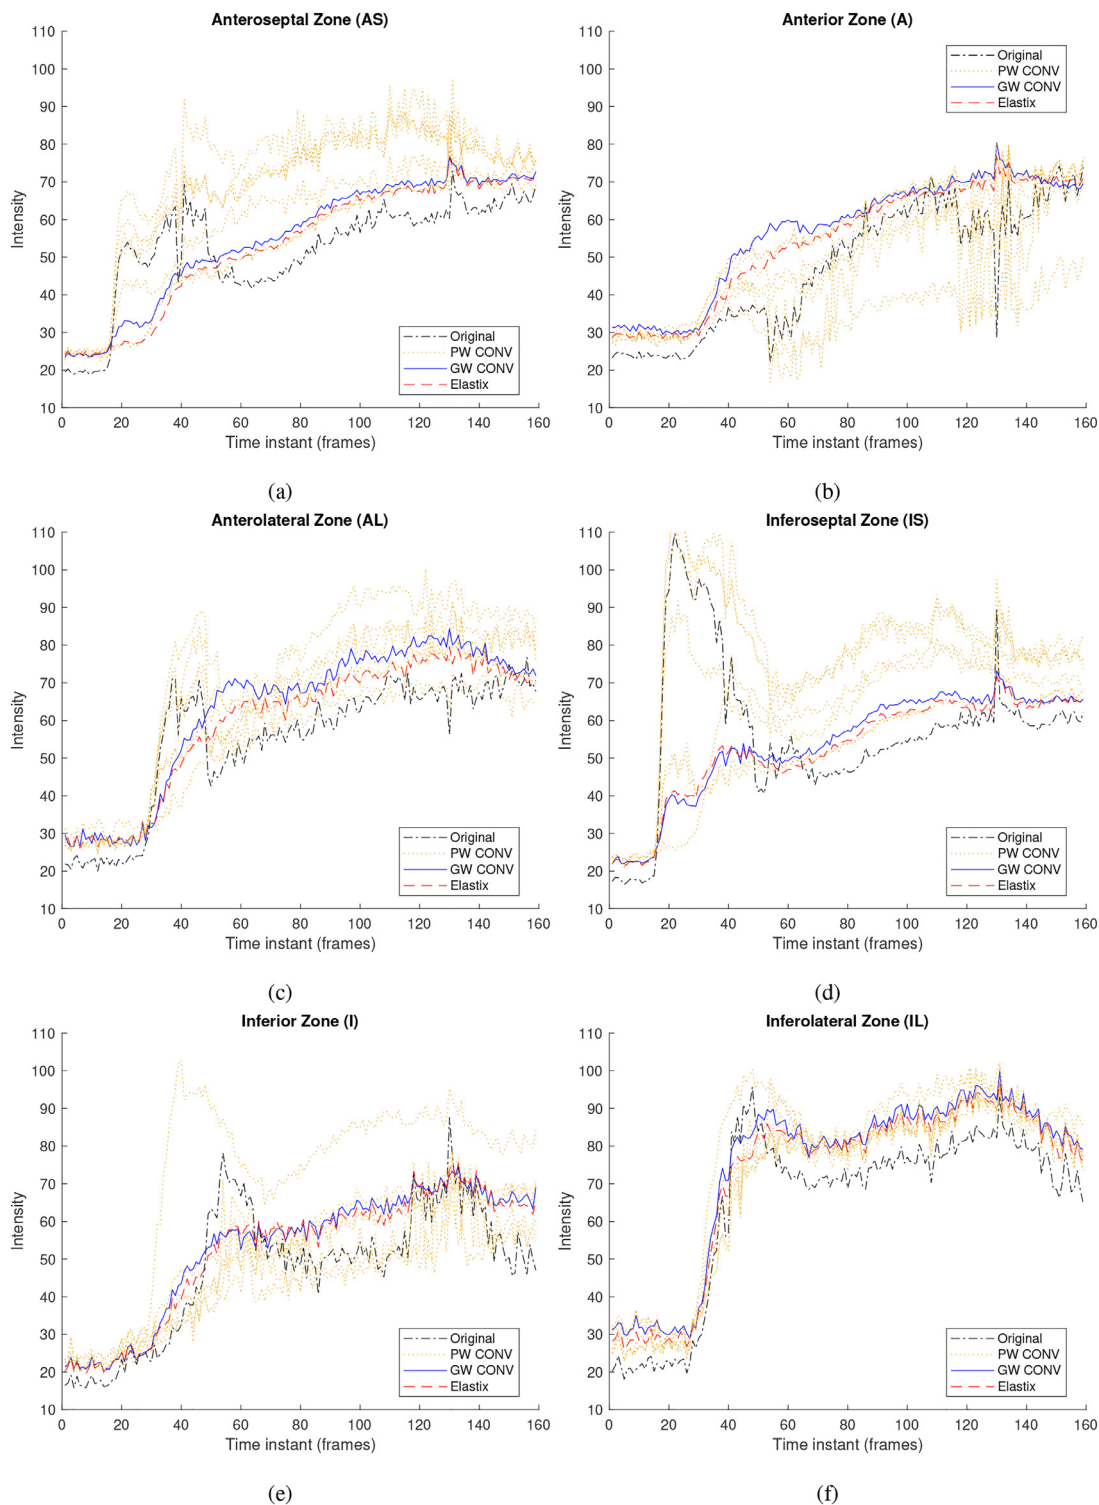 Anteroseptal Zone (AS)
110
100
90
80
70
60
50
40
30
20
10
Intensity
0 20 40 60 80 100 120 140 160
Time instant (frames)
Original
PW CONV
GW CONV
Elastix
(a)
Anterior Zone (A)
110
100
90
80
70
60
50
40
30
20
10
Intensity
0 20 40 60 80 100 120 140 160
Time instant (frames)
Original
PW CONV
GW CONV
Elastix
(b)
Anterolateral Zone (AL)
110
100
90
80
70
60
50
40
30
20
10
Intensity
0 20 40 60 80 100 120 140 160
Time instant (frames)
Original
PW CONV
GW CONV
Elastix
(c)
Inferoseptal Zone (IS)
110
100
90
80
70
60
50
40
30
20
10
Intensity
0 20 40 60 80 100 120 140 160
Time instant (frames)
Original
PW CONV
GW CONV
Elastix
(d)
Inferior Zone (I)
110
100
90
80
70
60
50
40
30
20
10
Intensity
0 20 40 60 80 100 120 140 160
Time instant (frames)
Original
PW CONV
GW CONV
Elastix
(e)
Inferolateral Zone (IL)
110
100
90
80
70
60
50
40
30
20
10
Intensity
0 20 40 60 80 100 120 140 160
Time instant (frames)
Original
PW CONV
GW CONV
Elastix
(f)